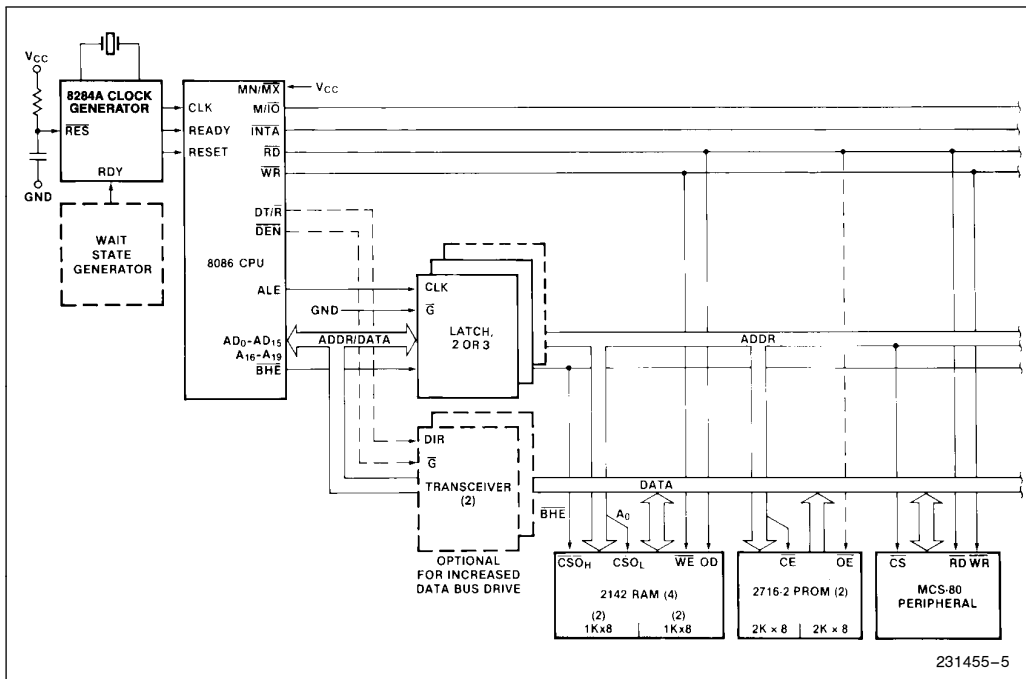 VCC
8284A CLOCK
GENERATOR
RES
RDY
GND
WAIT
STATE
GENERATOR
CLK
READY
RESET
MN/MX
VCC
M/IO
INTA
RD
WR
DT/R
DEN
8086 CPU
ALE
AD0-AD15
A16-A19
BHE
GND
ADDR/DATA
CLK
G
LATCH,
2 OR 3
ADDR
DIR
G
TRANSCEIVER
(2)
OPTIONAL
FOR INCREASED
DATA BUS DRIVE
DATA
BHE
A0
CSOH
CSOL
WE
OD
2142 RAM (4)
(2)
1K×8
(2)
1K×8
CE
OE
2716-2 PROM (2)
2K × 8
2K × 8
CS
RD
WR
MCS-80
PERIPHERAL
231455–5